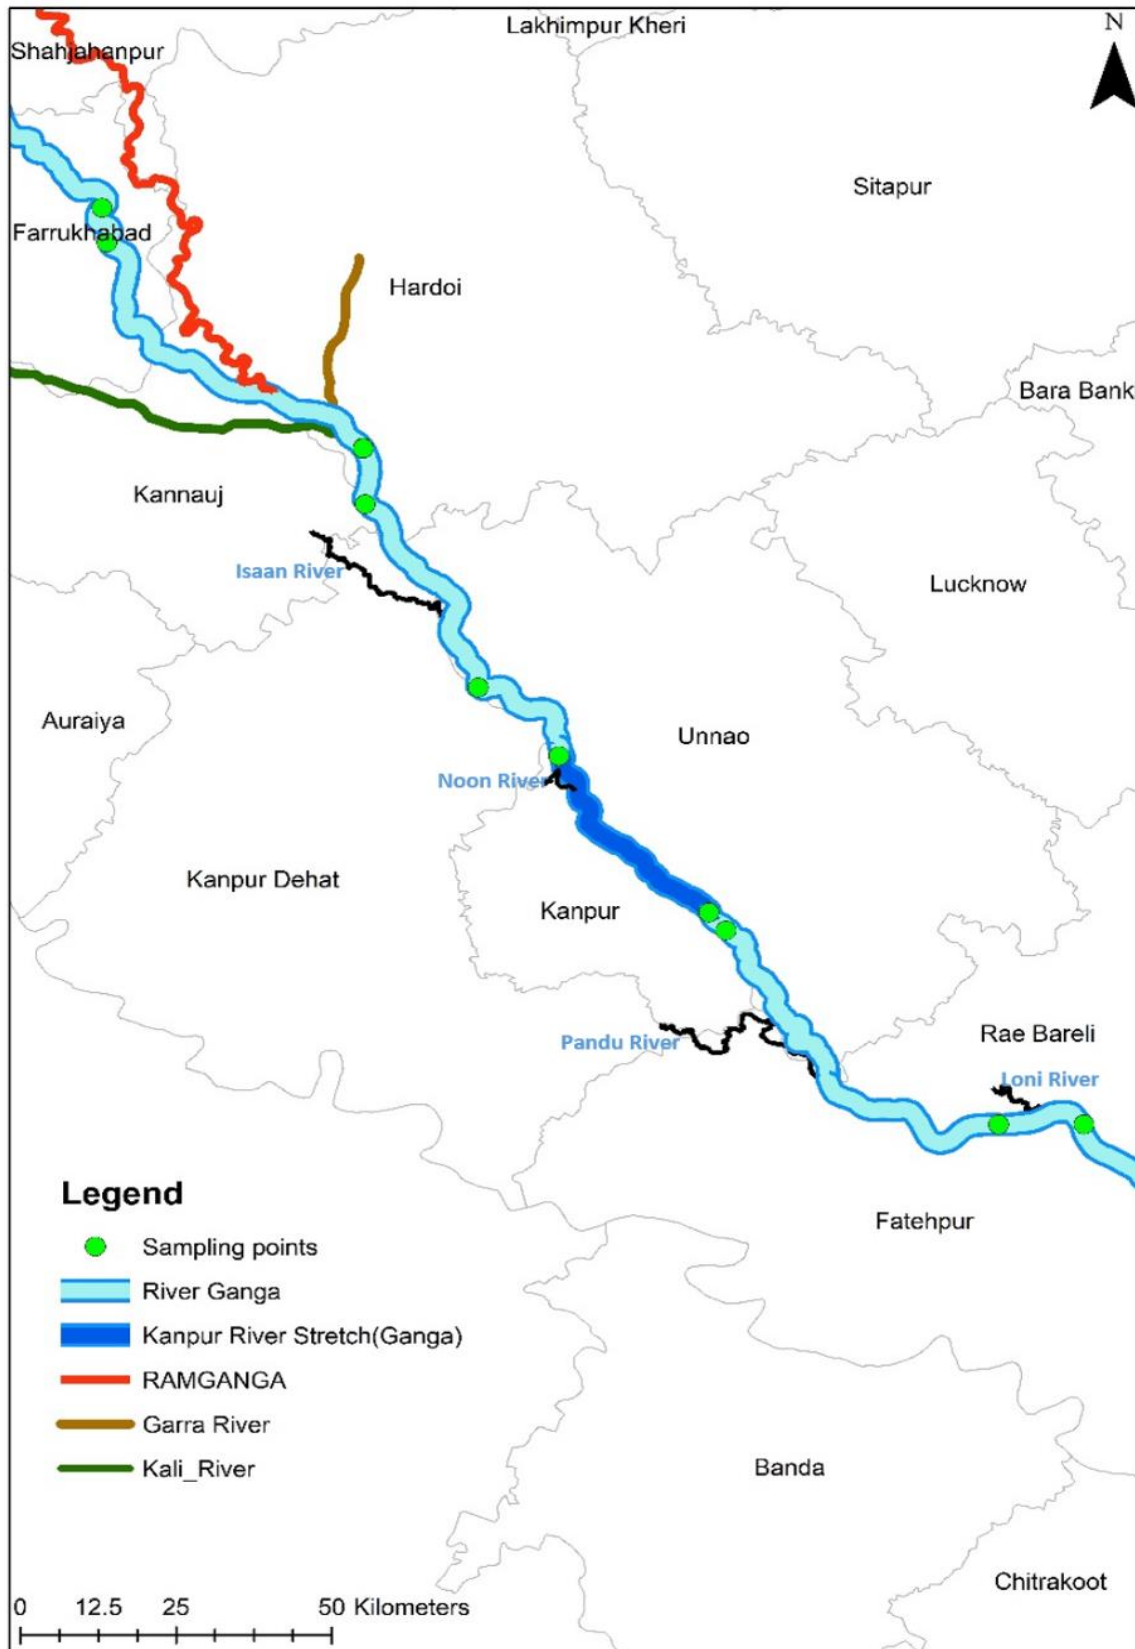 Lakhimpur Kheri
N
Shahjahanpur
Sitapur
Farrukhabad
Hardoi
Bara Bank
Kannauj
Isaan River
Lucknow
Auraiya
Unnao
Noon River
Kanpur Dehat
Kanpur
Rae Bareli
Pandu River
Loni River
Fatehpur
Legend
Sampling points
River Ganga
Kanpur River Stretch(Ganga)
RAMGANGA
Garra River
Kali_River
Banda
Chitrakoot
0 12.5 25 50 Kilometers